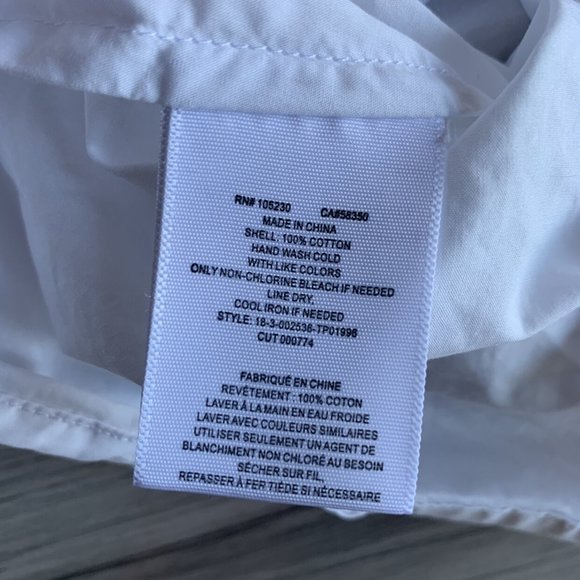 RN# 105230 CA#58350
MADE IN CHINA
SHELL: 100% COTTON
HAND WASH COLD
WITH LIKE COLORS
ONLY NON-CHLORINE BLEACH IF NEEDED
LINE DRY,
COOL IRON IF NEEDED
STYLE: 18-3-002536-TP01996
CUT 000774
FABRIQUÉ EN CHINE
REVÊTEMENT: 100% COTON
LAVER À LA MAIN EN EAU FROIDE
LAVER AVEC COULEURS SIMILAIRES
UTILISER SEULEMENT UN AGENT DE
BLANCHIMENT NON CHLORÉ AU BESOIN
SÉCHER SUR FIL,
REPASSER À FER TIÈDE SI NÉCESSAIRE